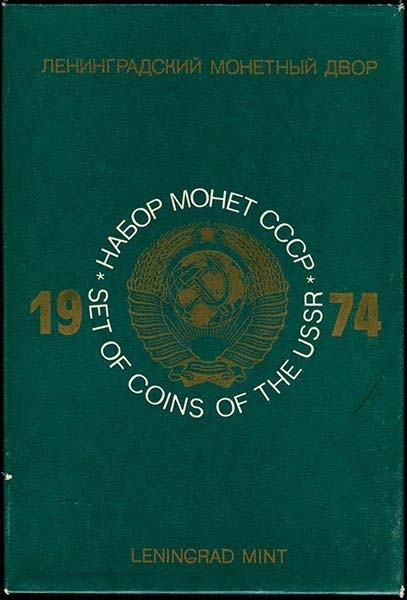 ЛЕНИНГРАДСКИЙ МОНЕТНЫЙ ДВОР
* НАБОР МОНЕТ СССР *
19 74
SET OF COINS OF THE USSR
LENINGRAD MINT